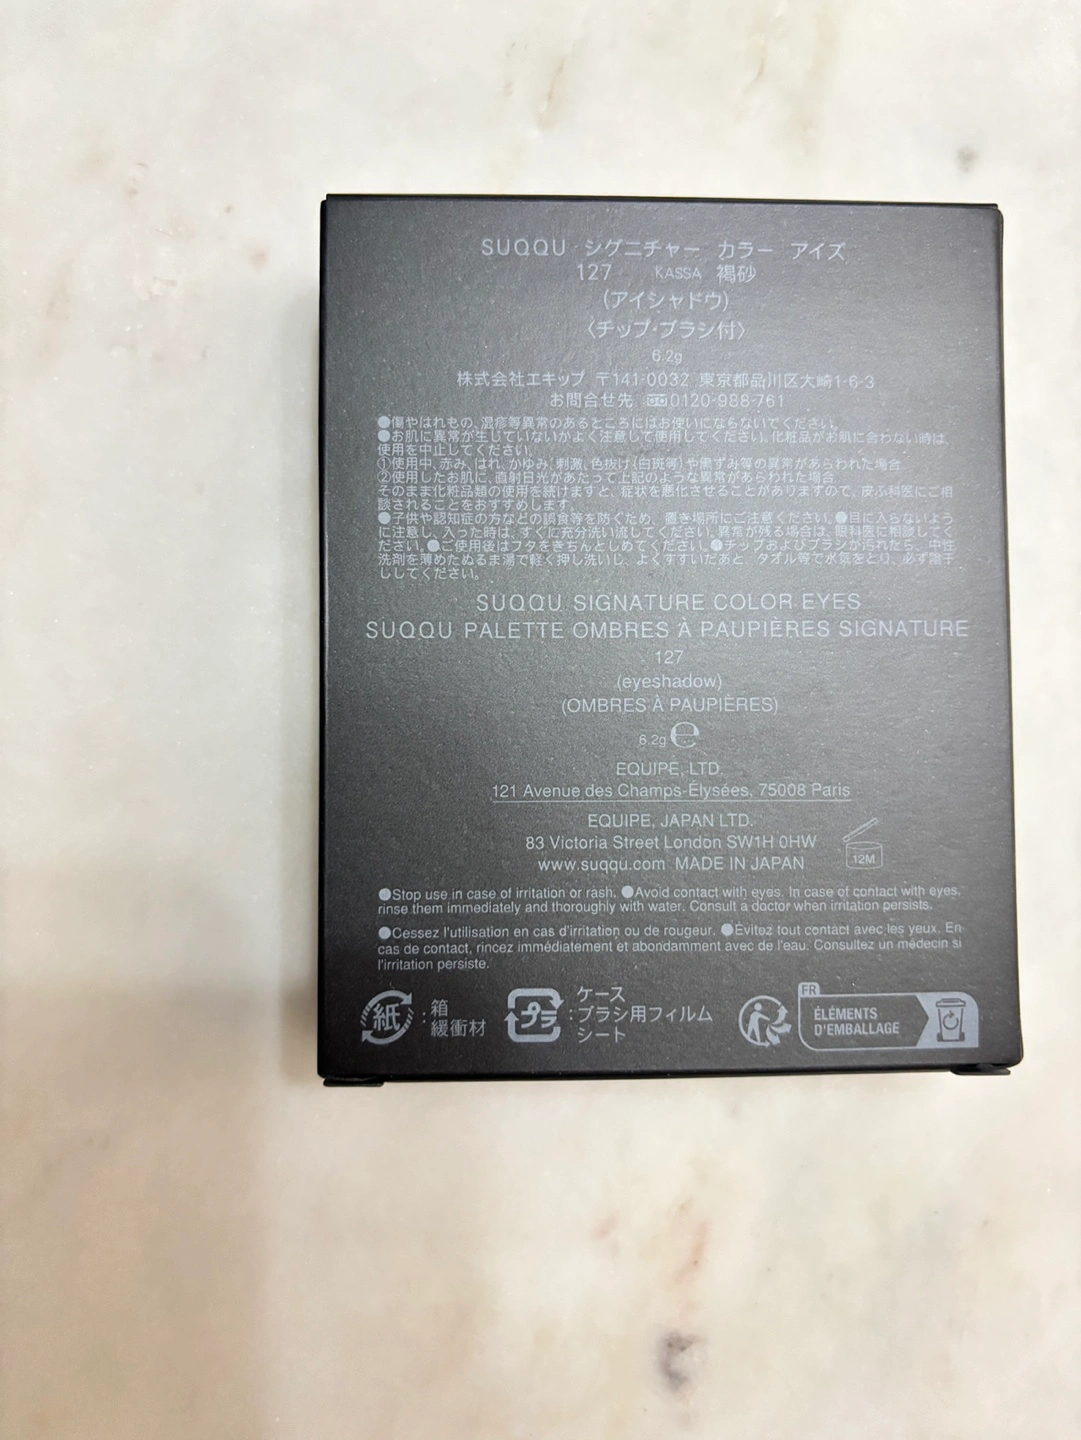 SUQQU シグニチャー カラー アイズ
127 KASSA 褐砂
(アイシャドウ)
〈チップ・ブラシ付〉
6.2g
株式会社エキップ 〒141-0032 東京都品川区大崎1-6-3
お問合せ先 0120-988-761
●傷やはれもの、湿疹等異常のあるところにはお使いにならないでください。
●お肌に異常が生じていないかよく注意して使用してください。化粧品がお肌に合わない時は、
使用を中止してください。
①使用中、赤み、はれ、かゆみ、刺激、色抜け(白斑等)や黒ずみ等の異常があらわれた場合
②使用したお肌に、直射日光があたって上記のような異常があらわれた場合
そのまま化粧品類の使用を続けますと、症状を悪化させることがありますので、皮ふ科医にご相
談されることをおすすめします。
●子供や認知症の方などの誤食等を防ぐため、置き場所にご注意ください。●目に入らないよう
に注意し、入った時は、すぐに充分洗い流してください。異常が残る場合は、眼科医に相談してく
ださい。●ご使用後はフタをきちんとしめてください。●チップおよびブラシが汚れたら、中性
洗剤を薄めたぬるま湯で軽く押し洗いし、よくすすいだあと、タオル等で水気をとり、必ず陰干
ししてください。
SUQQU SIGNATURE COLOR EYES
SUQQU PALETTE OMBRES À PAUPIÈRES SIGNATURE
127
(eyeshadow)
(OMBRES À PAUPIÈRES)
6.2g ℮
EQUIPE, LTD.
121 Avenue des Champs-Élysées, 75008 Paris
EQUIPE, JAPAN LTD.
83 Victoria Street London SW1H 0HW
www.suqqu.com MADE IN JAPAN
12M
●Stop use in case of irritation or rash. ●Avoid contact with eyes. In case of contact with eyes,
rinse them immediately and thoroughly with water. Consult a doctor when irritation persists.
●Cessez l'utilisation en cas d'irritation ou de rougeur. ●Évitez tout contact avec les yeux. En
cas de contact, rincez immédiatement et abondamment avec de l'eau. Consultez un médecin si
l'irritation persiste.
紙 : 箱
緩衝材
プラ : ケース
ブラシ用フィルム
シート
FR
ÉLÉMENTS
D'EMBALLAGE